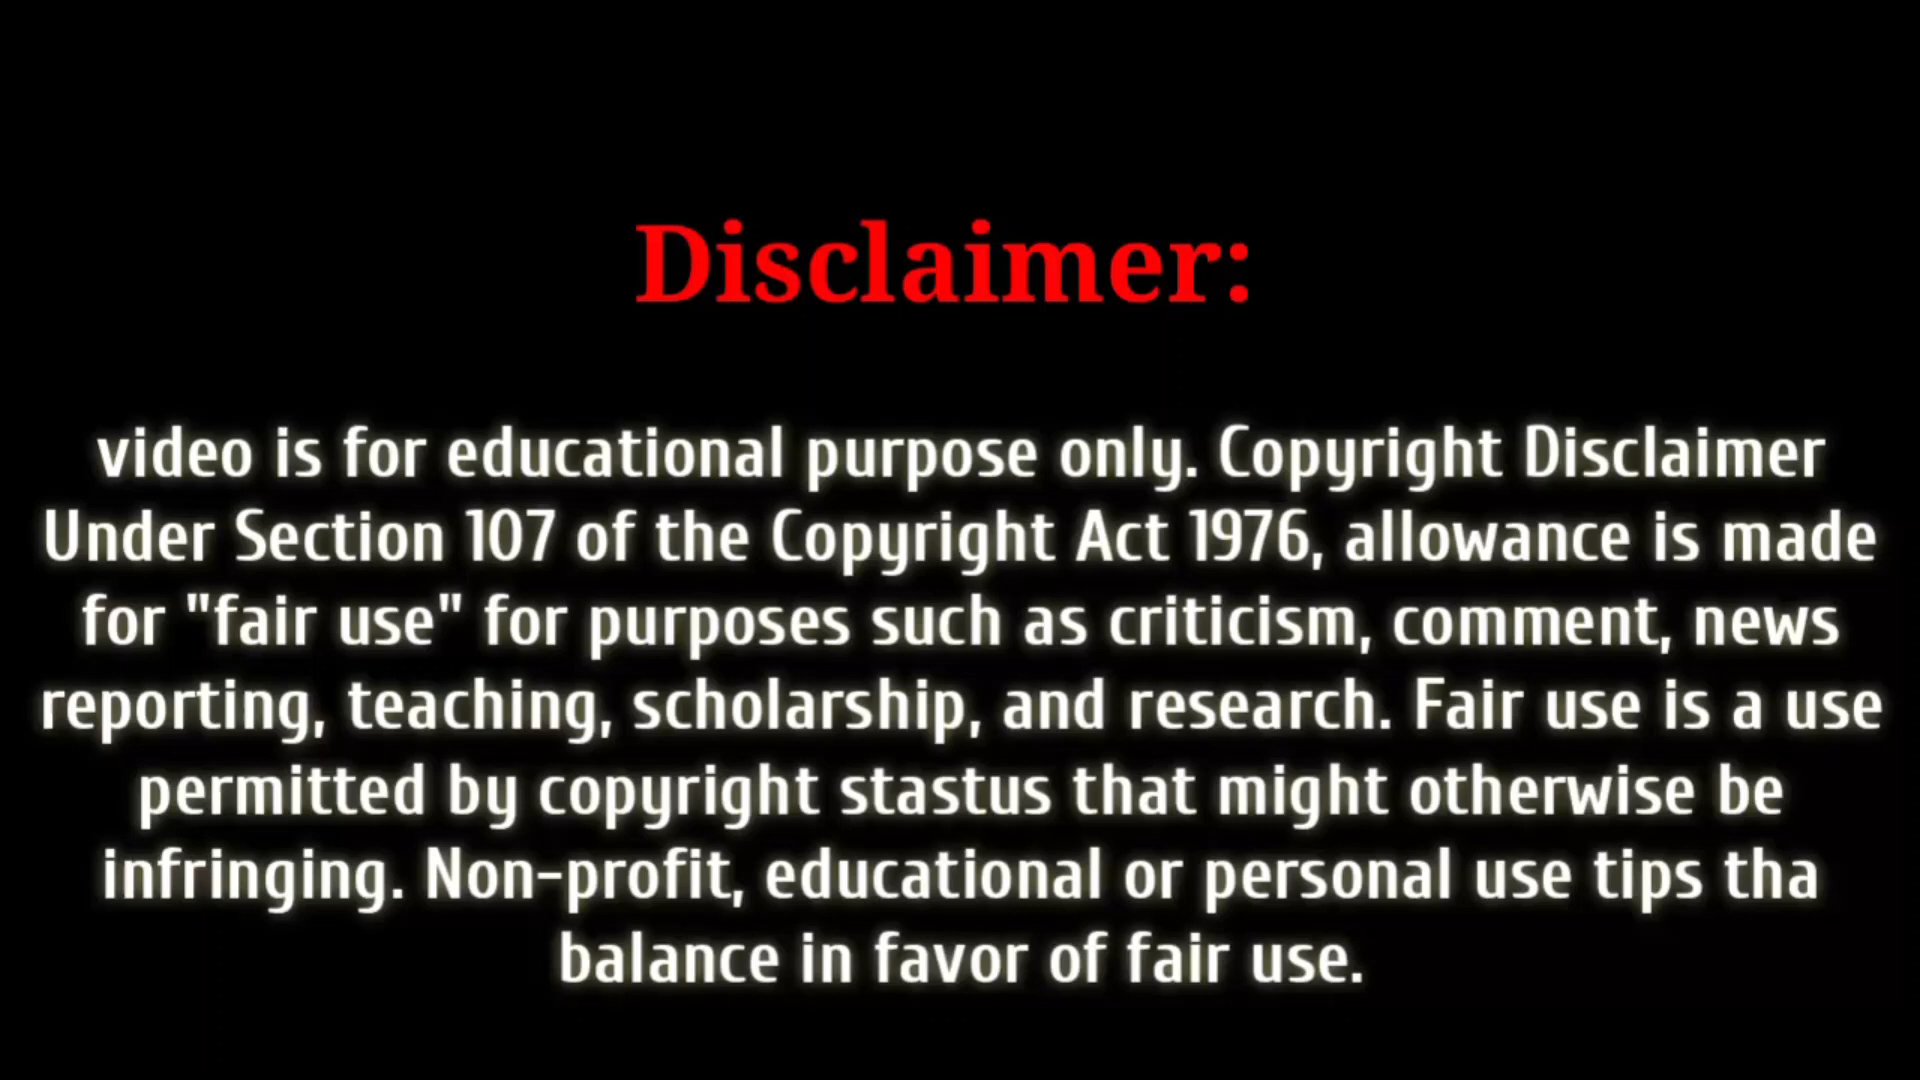 Disclaimer:
video is for educational purpose only. Copyright Disclaimer
Under Section 107 of the Copyright Act 1976, allowance is made
for "fair use" for purposes such as criticism, comment, news
reporting, teaching, scholarship, and research. Fair use is a use
permitted by copyright stastus that might otherwise be
infringing. Non-profit, educational or personal use tips tha
balance in favor of fair use.